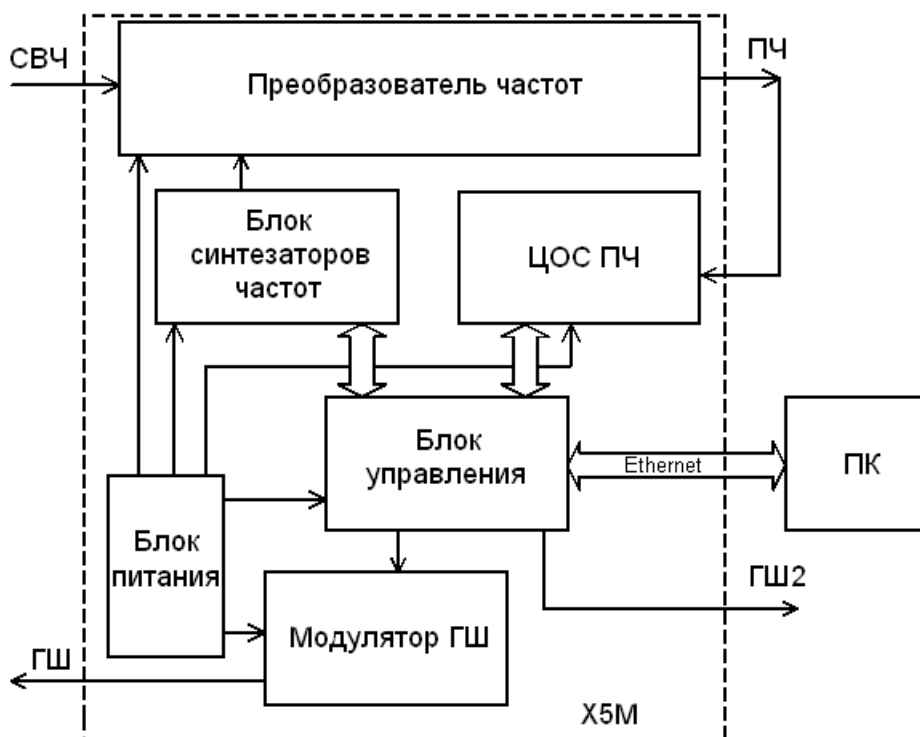 СВЧ
ПЧ
Преобразователь частот
Блок
синтезаторов
частот
ЦОС ПЧ
Блок
управления
Ethernet
ПК
Блок
питания
ГШ2
Модулятор ГШ
ГШ
Х5М